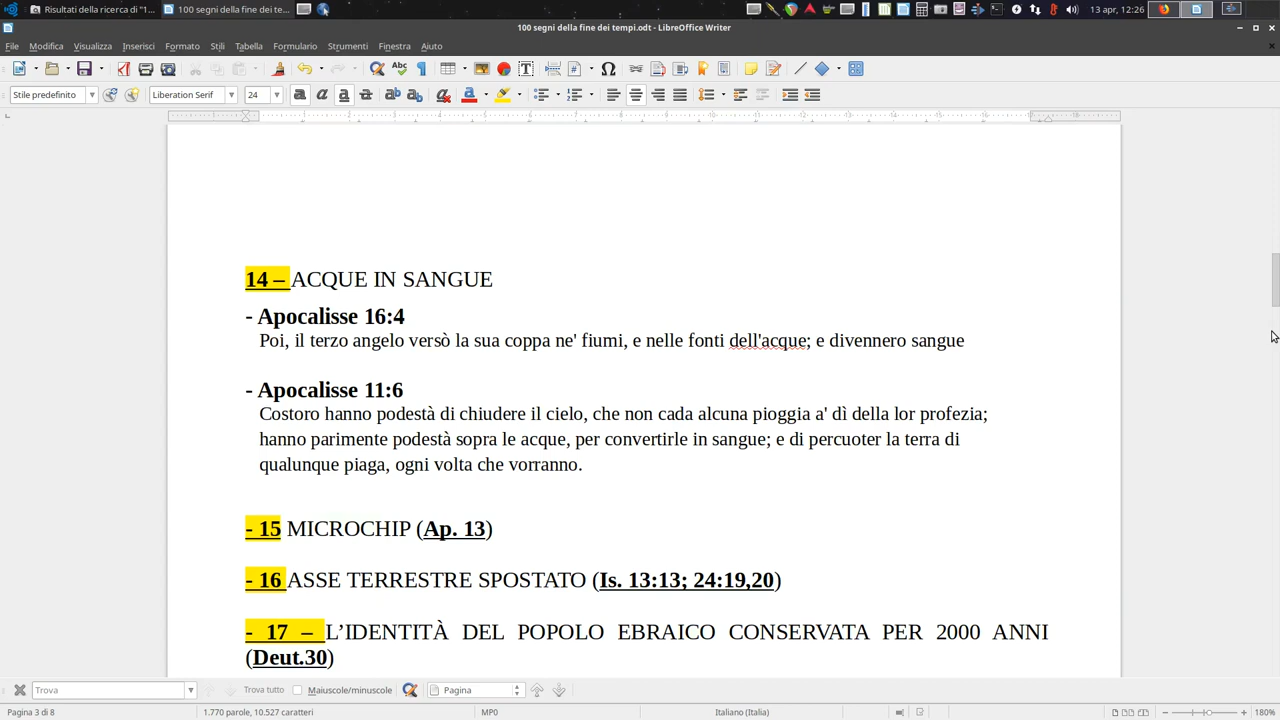 Risultati della ricerca di "1...
100 segni della fine dei te...
13 apr, 12:26
100 segni della fine dei tempi.odt - LibreOffice Writer
File Modifica Visualizza Inserisci Formato Stili Tabella Formulario Strumenti Finestra Aiuto
Stile predefinito Liberation Serif 24
14 – ACQUE IN SANGUE
- Apocalisse 16:4
Poi, il terzo angelo versò la sua coppa ne' fiumi, e nelle fonti dell'acque; e divennero sangue
- Apocalisse 11:6
Costoro hanno podestà di chiudere il cielo, che non cada alcuna pioggia a' dì della lor profezia;
hanno parimente podestà sopra le acque, per convertirle in sangue; e di percuoter la terra di
qualunque piaga, ogni volta che vorranno.
- 15 MICROCHIP (Ap. 13)
- 16 ASSE TERRESTRE SPOSTATO (Is. 13:13; 24:19,20)
- 17 – L’IDENTITÀ DEL POPOLO EBRAICO CONSERVATA PER 2000 ANNI
(Deut.30)
Trova Trova tutto Maiuscole/minuscole Pagina
Pagina 3 di 8 1.770 parole, 10.527 caratteri MP0 Italiano (Italia) 180%